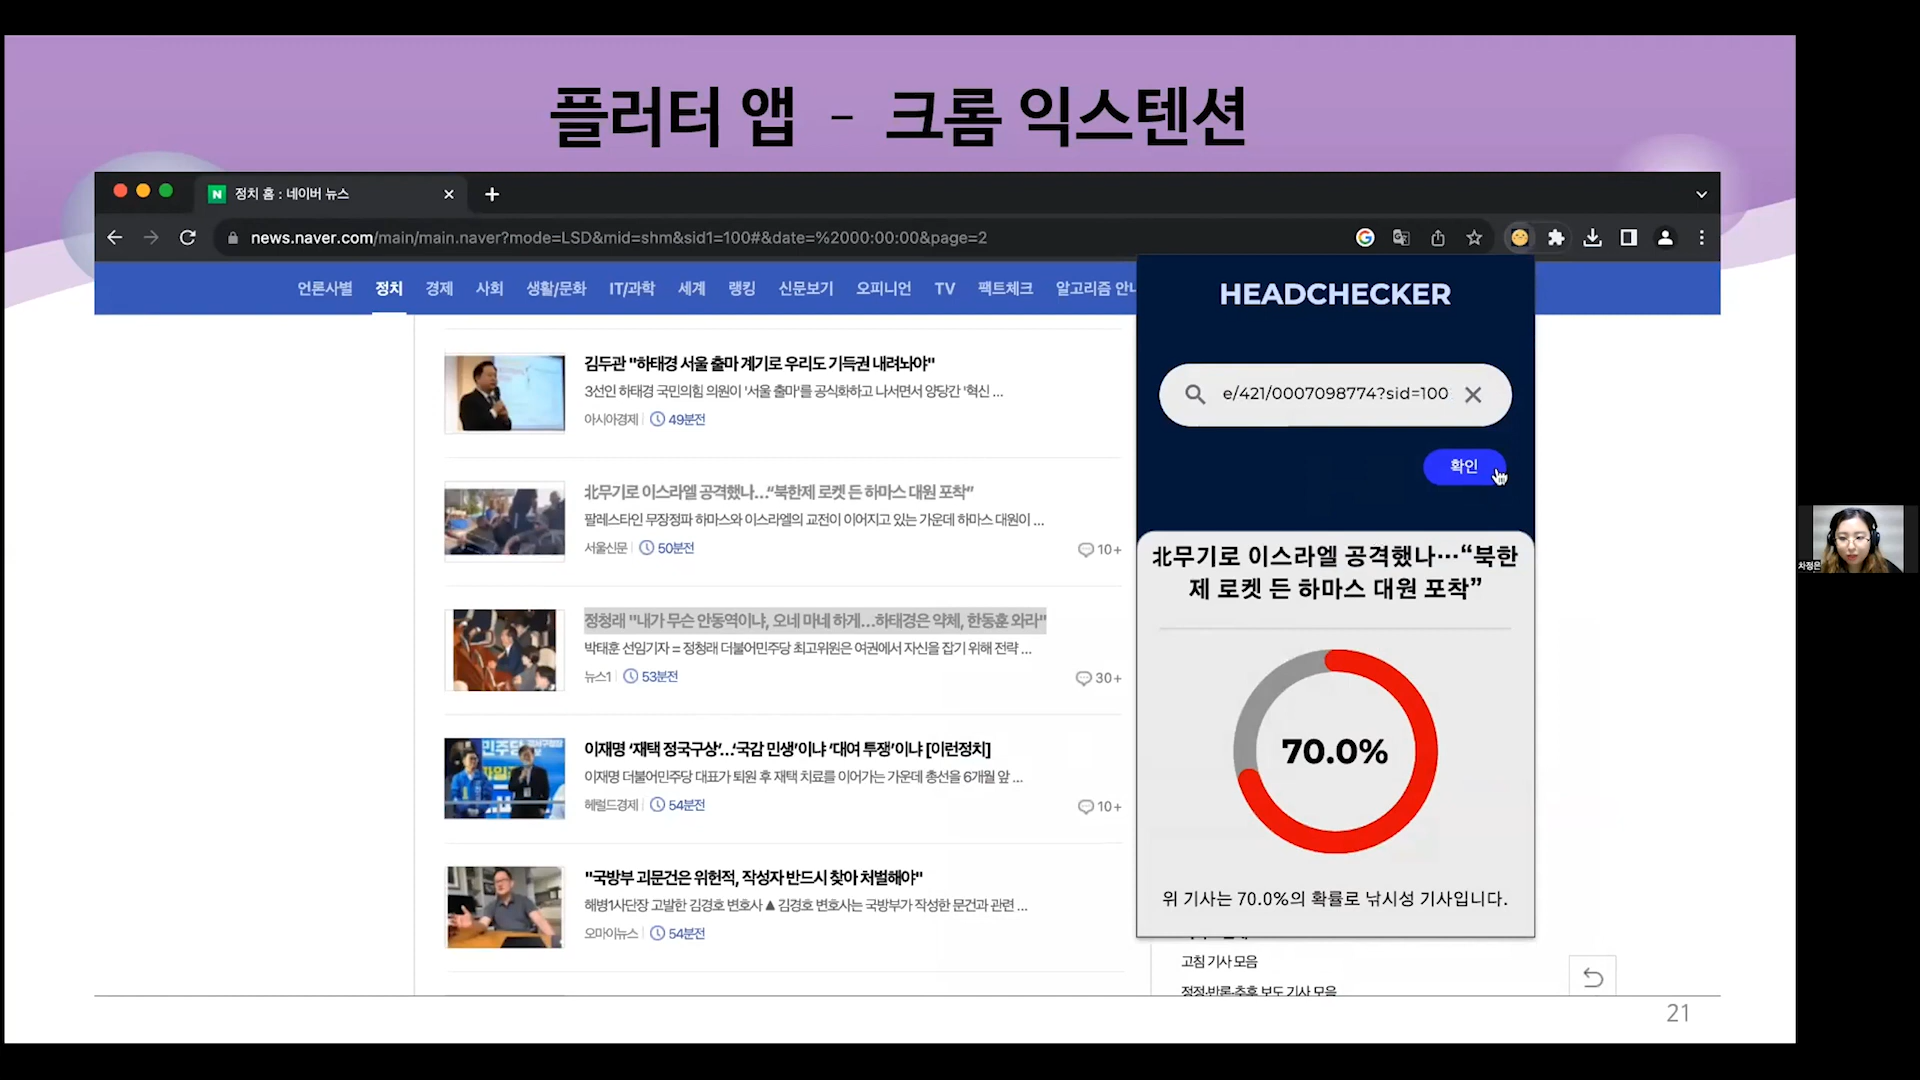 플러터 앱 - 크롬 익스텐션
정치 홈 : 네이버 뉴스
news.naver.com/main/main.naver?mode=LSD&mid=shm&sid1=100#&date=%2000:00:00&page=2
언론사별 정치 경제 사회 생활/문화 IT/과학 세계 랭킹 신문보기 오피니언 TV 팩트체크 알고리즘 안내
김두관 "하태경 서울 출마 계기로 우리도 기득권 내려놔야"
3선인 하태경 국민의힘 의원이 '서울 출마'를 공식화하고 나서면서 양당간 '혁신 ...
아시아경제 49분전
北무기로 이스라엘 공격했나…“북한제 로켓 든 하마스 대원 포착”
팔레스타인 무장정파 하마스와 이스라엘의 교전이 이어지고 있는 가운데 하마스 대원이 ...
서울신문 50분전 10+
정청래 "내가 무슨 안동역이냐, 오네 마네 하게…하태경은 약체, 한동훈 와라"
박태훈 선임기자 = 정청래 더불어민주당 최고위원은 여권에서 자신을 잡기 위해 전략 ...
뉴스1 53분전 30+
이재명 ‘재택 정국구상’…‘국감 민생’이냐 ‘대여 투쟁’이냐 [이런정치]
이재명 더불어민주당 대표가 퇴원 후 재택 치료를 이어가는 가운데 총선을 6개월 앞 ...
헤럴드경제 54분전 10+
"국방부 괴문건은 위헌적, 작성자 반드시 찾아 처벌해야"
해병1사단장 고발한 김경호 변호사 ▲ 김경호 변호사는 국방부가 작성한 문건과 관련 ...
오마이뉴스 54분전
HEADCHECKER
e/421/0007098774?sid=100
확인
北무기로 이스라엘 공격했나…“북한
제 로켓 든 하마스 대원 포착”
70.0%
위 기사는 70.0%의 확률로 낚시성 기사입니다.
고침 기사 모음
정정·반론·추후 보도 기사 모음
21
차정은